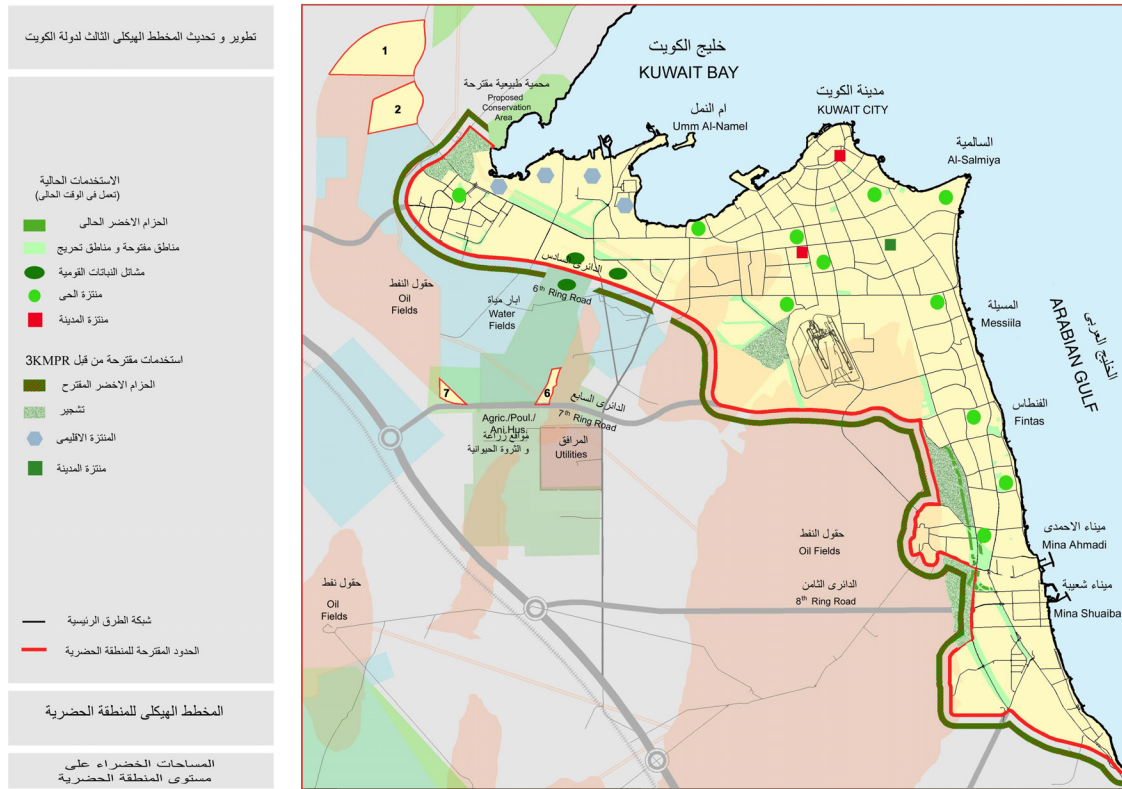 تطوير و تحديث المخطط الهيكلى الثالث لدولة الكويت
الاستخدمات الحالية
(تعمل فى الوقت الحالى)
الحزام الاخضر الحالى
مناطق مفتوحة و مناطق تحريج
مشاتل النباتات القومية
منتزة الحى
منتزة المدينة
استخدمات مقترحة من قبل 3KMPR
الحزام الاخضر المقترح
تشجير
المنتزة الاقليمى
منتزة المدينة
شبكة الطرق الرئيسية
الحدود المقترحة للمنطقة الحضرية
المخطط الهيكلى للمنطقة الحضرية
المساحات الخضراء على
مستوى المنطقة الحضرية
1
2
محمية طبيعية مقترحة
Proposed
Conservation
Area
خليج الكويت
KUWAIT BAY
ام النمل
Umm Al-Namel
مدينة الكويت
KUWAIT CITY
السالمية
Al-Salmiya
الدائرى السادس
6th Ring Road
حقول النفط
Oil
Fields
ابار مياة
Water
Fields
المسيلة
Messiila
الخليج العربى
ARABIAN GULF
7
6
الدائرى السابع
7th Ring Road
Agric./Poul./
Ani.Hus.
مواقع زراعة
و الثروة الحيوانية
المرافق
Utilities
الفنطاس
Fintas
حقول النفط
Oil Fields
ميناء الاحمدى
Mina Ahmadi
حقول نفط
Oil
Fields
الدائرى الثامن
8th Ring Road
ميناء شعيبة
Mina Shuaiba